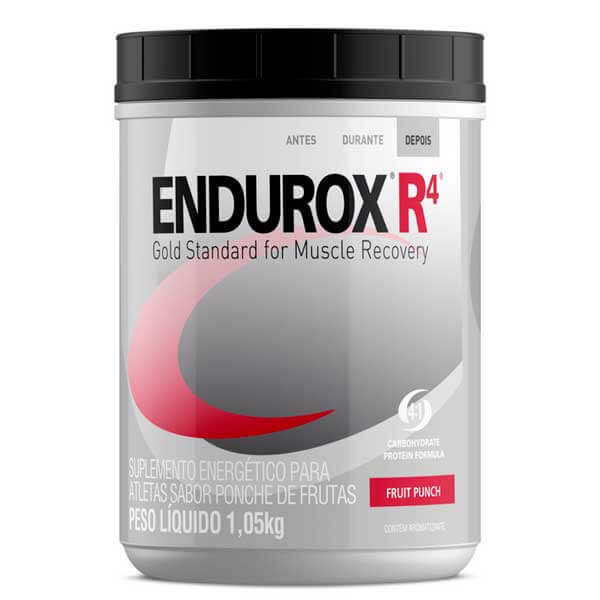 ANTES DURANTE DEPOIS
ENDUROX® R4®
Gold Standard for Muscle Recovery
4:1
CARBOHYDRATE
PROTEIN FORMULA
SUPLEMENTO ENERGÉTICO PARA
ATLETAS SABOR PONCHE DE FRUTAS
PESO LÍQUIDO 1,05kg
FRUIT PUNCH
CONTÉM AROMATIZANTE